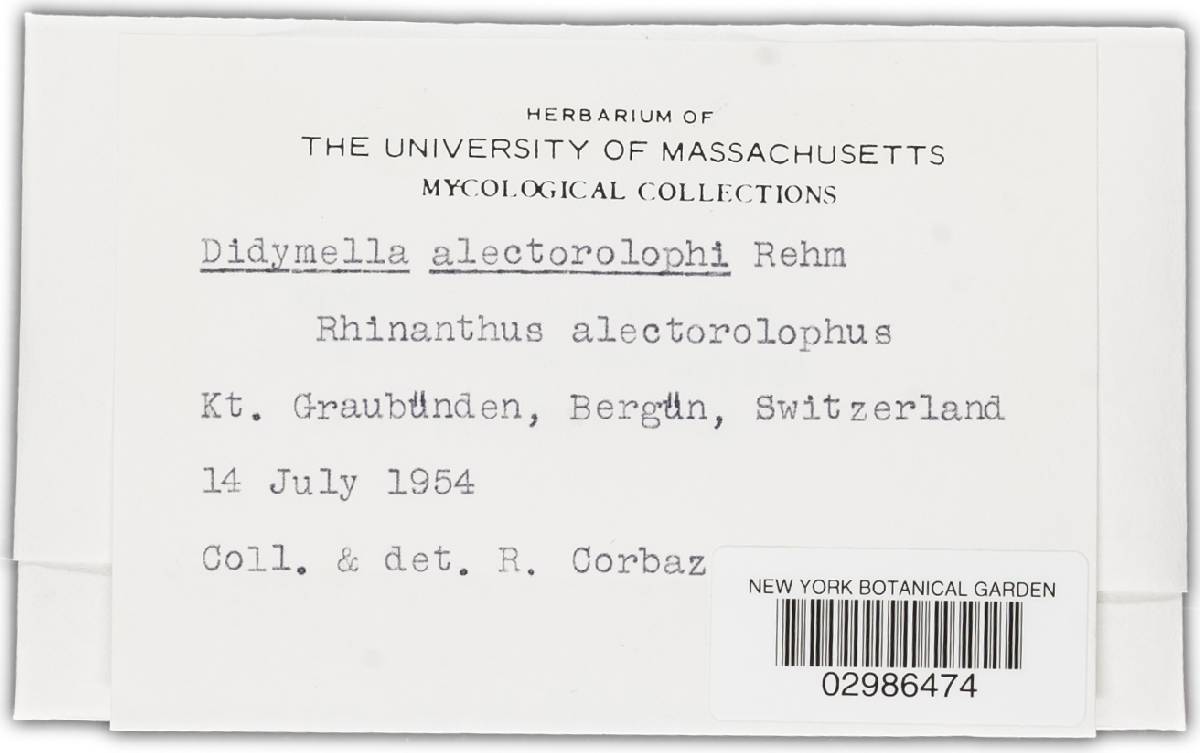 HERBARIUM OF
THE UNIVERSITY OF MASSACHUSETTS
MYCOLOGICAL COLLECTIONS
Didymella alectorolophi Rehm
Rhinanthus alectorolophus
Kt. Graubünden, Bergün, Switzerland
14 July 1954
Coll. & det. R. Corbaz
NEW YORK BOTANICAL GARDEN
02986474